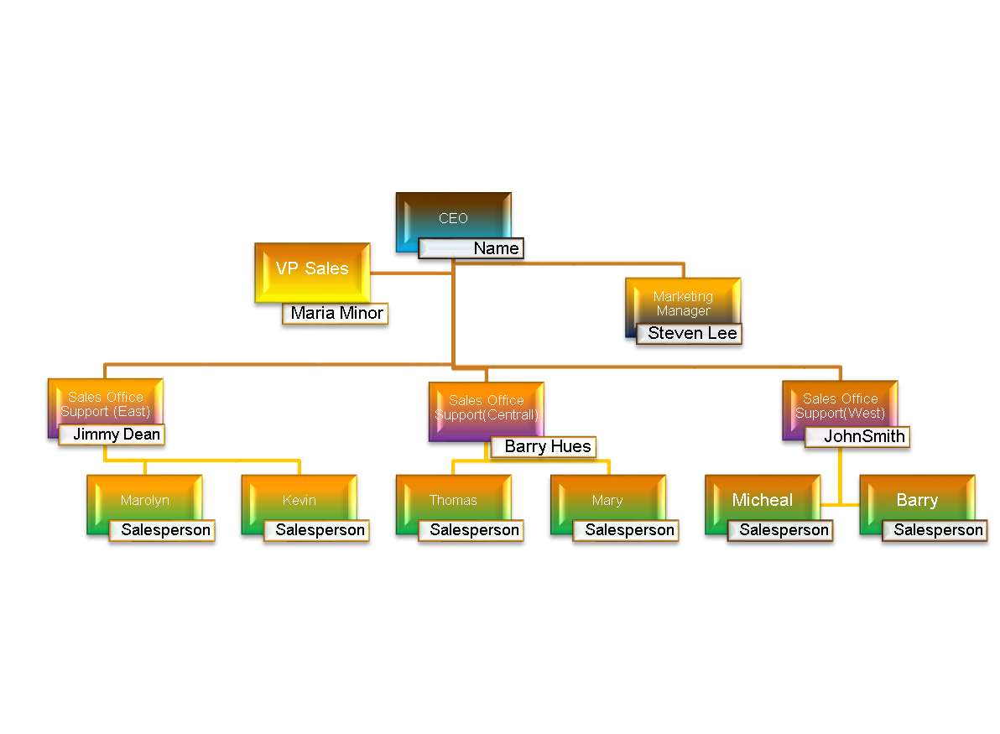 CEO
Name
VP Sales
Maria Minor
Marketing
Manager
Steven Lee
Sales Office
Support (East)
Jimmy Dean
Sales Office
Support(Centrall)
Barry Hues
Sales Office
Support(West)
JohnSmith
Marolyn
Salesperson
Kevin
Salesperson
Thomas
Salesperson
Mary
Salesperson
Micheal
Salesperson
Barry
Salesperson